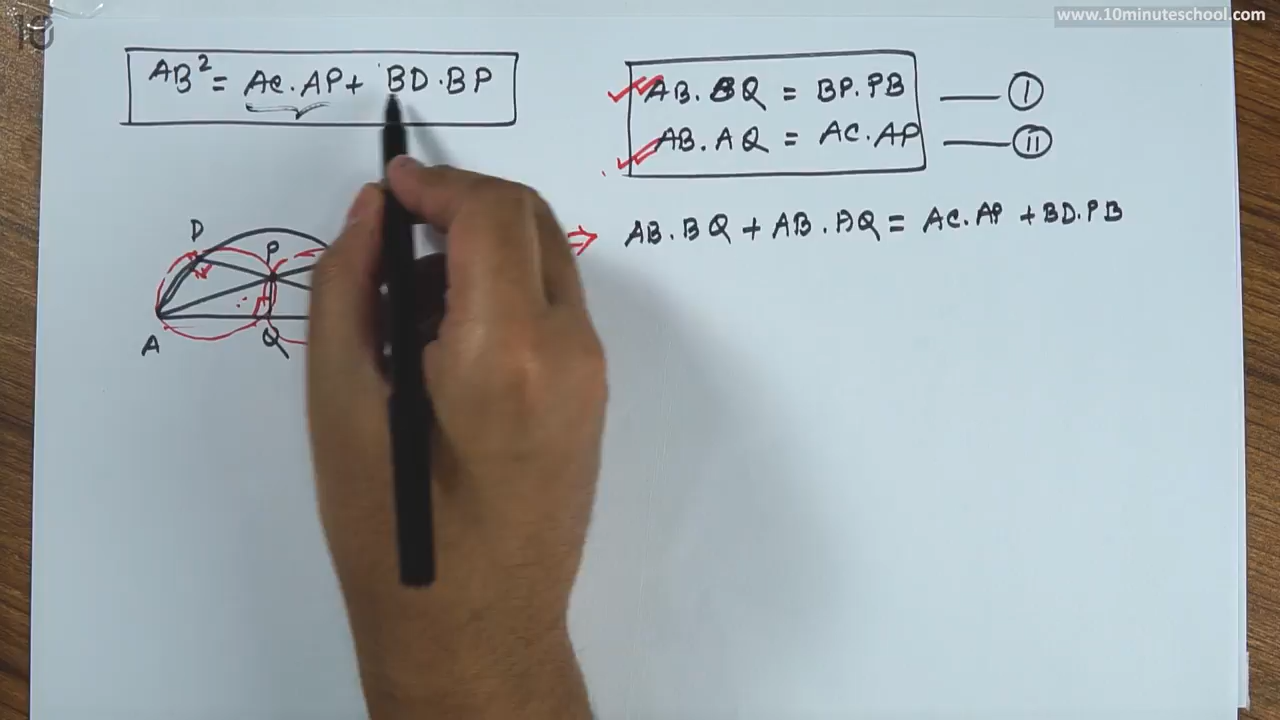 10
www.10minuteschool.com
AB² = AC.AP + BD.BP
AB.BQ = BP.PB —— I
AB.AQ = AC.AP —— II
⇒ AB.BQ + AB.AQ = AC.AP + BD.PB
D
P
A
Q